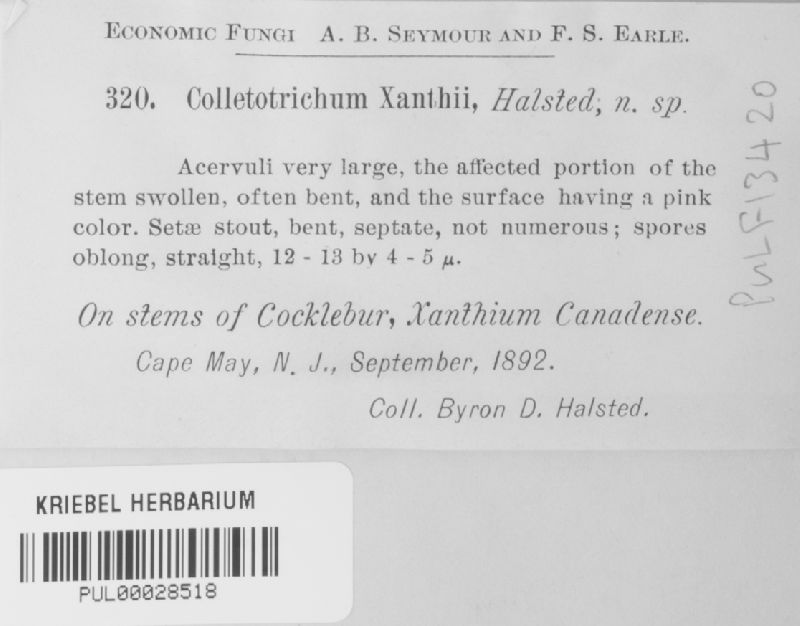 Economic Fungi A. B. Seymour and F. S. Earle.
320. Colletotrichum Xanthii, Halsted, n. sp.
Acervuli very large, the affected portion of the
stem swollen, often bent, and the surface having a pink
color. Setæ stout, bent, septate, not numerous; spores
oblong, straight, 12 - 13 by 4 - 5 μ.
On stems of Cocklebur, Xanthium Canadense.
Cape May, N. J., September, 1892.
Coll. Byron D. Halsted.
PuLF13420
KRIEBEL HERBARIUM
PUL00028518